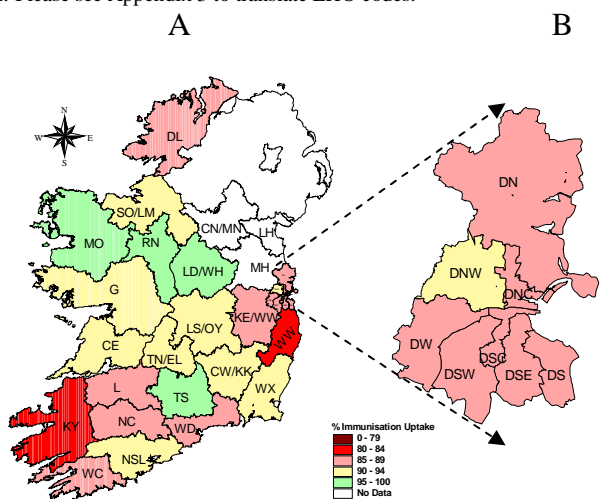 Please see Appendix to translate LHO codes.
A
B
N
W E
S
DL
SO/LM
CN/MN
LH
MO
RN
LD/WH
MH
G
KE/WW
LS/OY
WW
CE
TN/EL
CW/KK
WX
L
TS
KY
NC
WD
NSL
WC
DN
DNW
DNC
DW
DSC
DSW
DSE
DS
% Immunisation Uptake
0 - 79
80 - 84
85 - 89
90 - 94
95 - 100
No Data